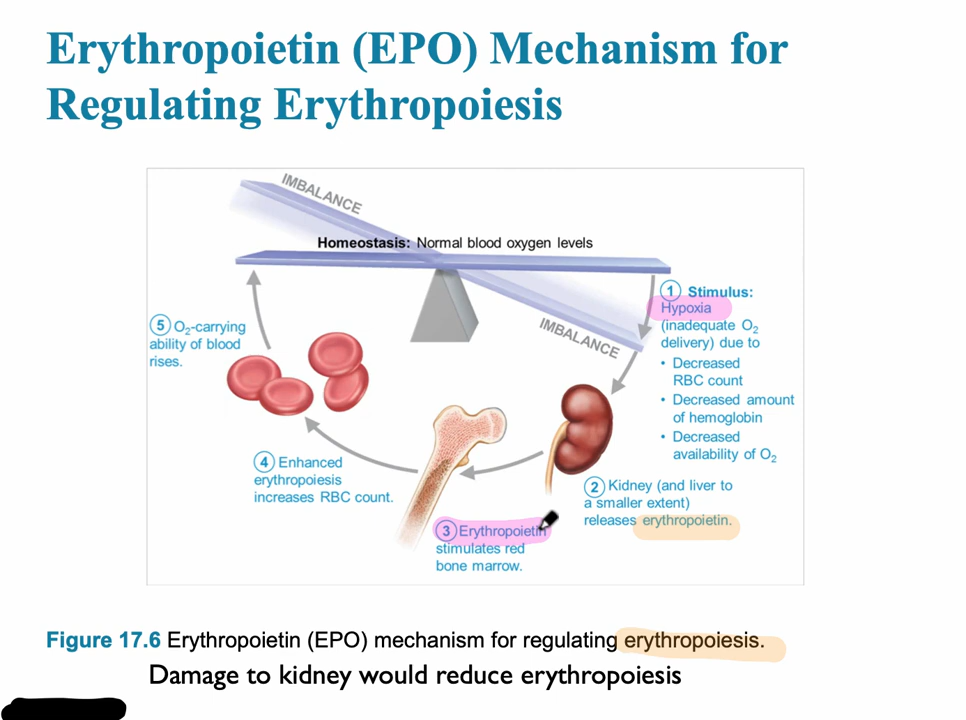 Erythropoietin (EPO) Mechanism for
Regulating Erythropoiesis
IMBALANCE
Homeostasis: Normal blood oxygen levels
IMBALANCE
① Stimulus:
Hypoxia
(inadequate O₂
delivery) due to
• Decreased
RBC count
• Decreased amount
of hemoglobin
• Decreased
availability of O₂
② Kidney (and liver to
a smaller extent)
releases erythropoietin.
③ Erythropoietin
stimulates red
bone marrow.
④ Enhanced
erythropoiesis
increases RBC count.
⑤ O₂-carrying
ability of blood
rises.
Figure 17.6 Erythropoietin (EPO) mechanism for regulating erythropoiesis.
Damage to kidney would reduce erythropoiesis